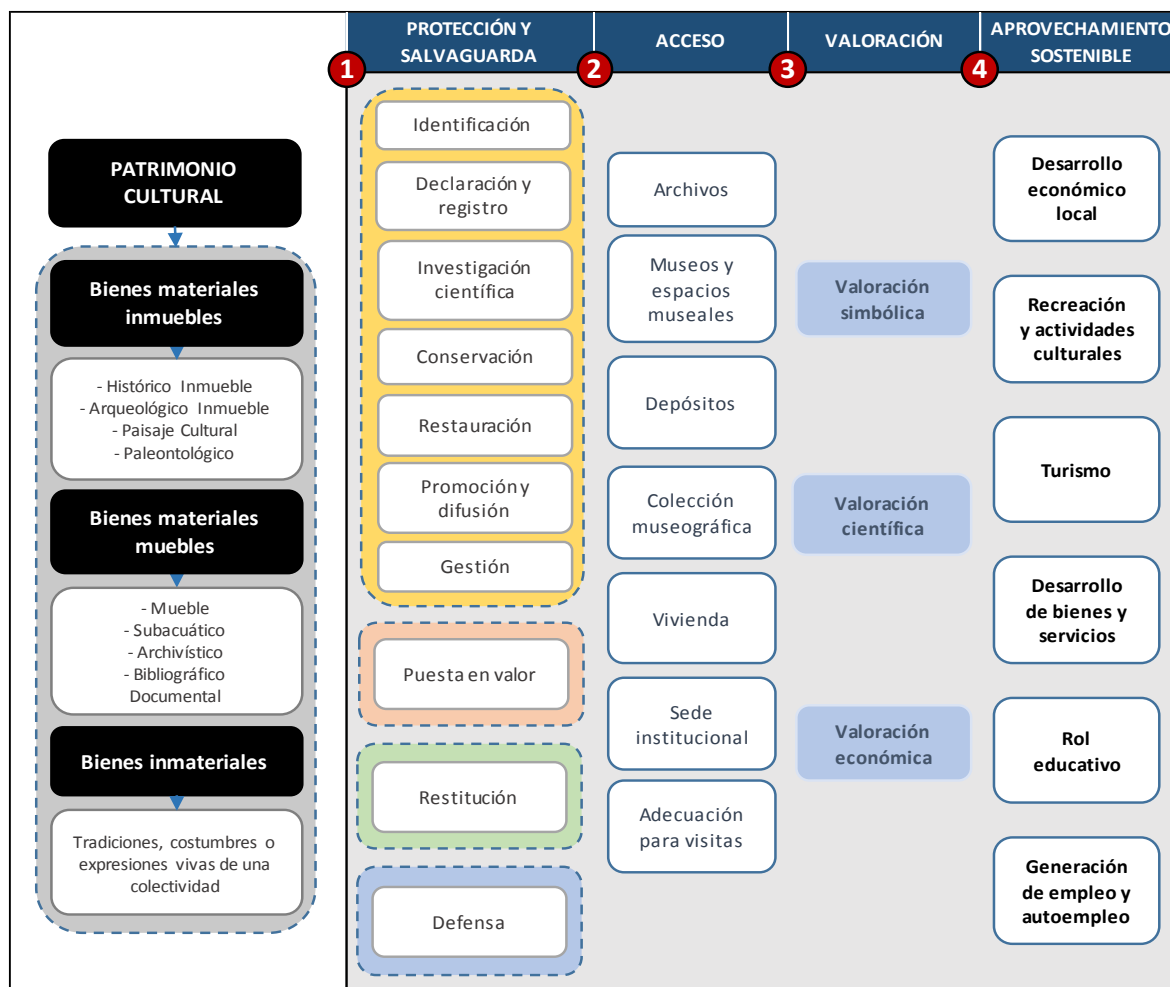 PATRIMONIO
CULTURAL
Bienes materiales
inmuebles
- Histórico Inmueble
- Arqueológico Inmueble
- Paisaje Cultural
- Paleontológico
Bienes materiales
muebles
- Mueble
- Subacuático
- Archivístico
- Bibliográfico
Documental
Bienes inmateriales
Tradiciones, costumbres o
expresiones vivas de una
colectividad
1
PROTECCIÓN Y
SALVAGUARDA
Identificación
Declaración y
registro
Investigación
científica
Conservación
Restauración
Promoción y
difusión
Gestión
Puesta en valor
Restitución
Defensa
2
ACCESO
Archivos
Museos y
espacios
museales
Depósitos
Colección
museográfica
Vivienda
Sede
institucional
Adecuación
para visitas
3
VALORACIÓN
Valoración
simbólica
Valoración
científica
Valoración
económica
4
APROVECHAMIENTO
SOSTENIBLE
Desarrollo
económico
local
Recreación
y actividades
culturales
Turismo
Desarrollo
de bienes y
servicios
Rol
educativo
Generación
de empleo y
autoempleo